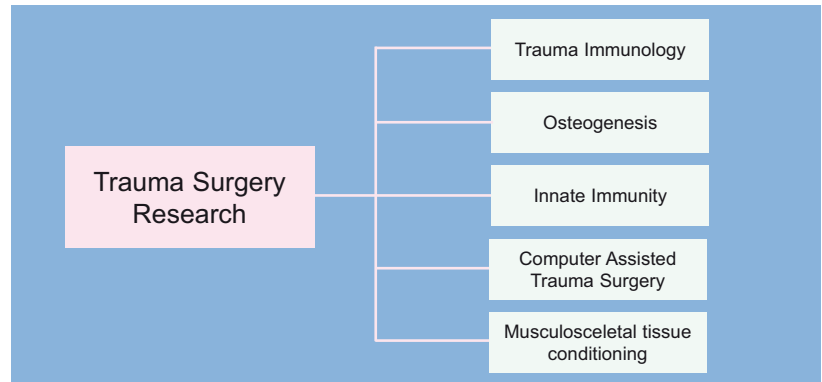 Trauma Surgery
Research
Trauma Immunology
Osteogenesis
Innate Immunity
Computer Assisted
Trauma Surgery
Musculosceletal tissue
conditioning